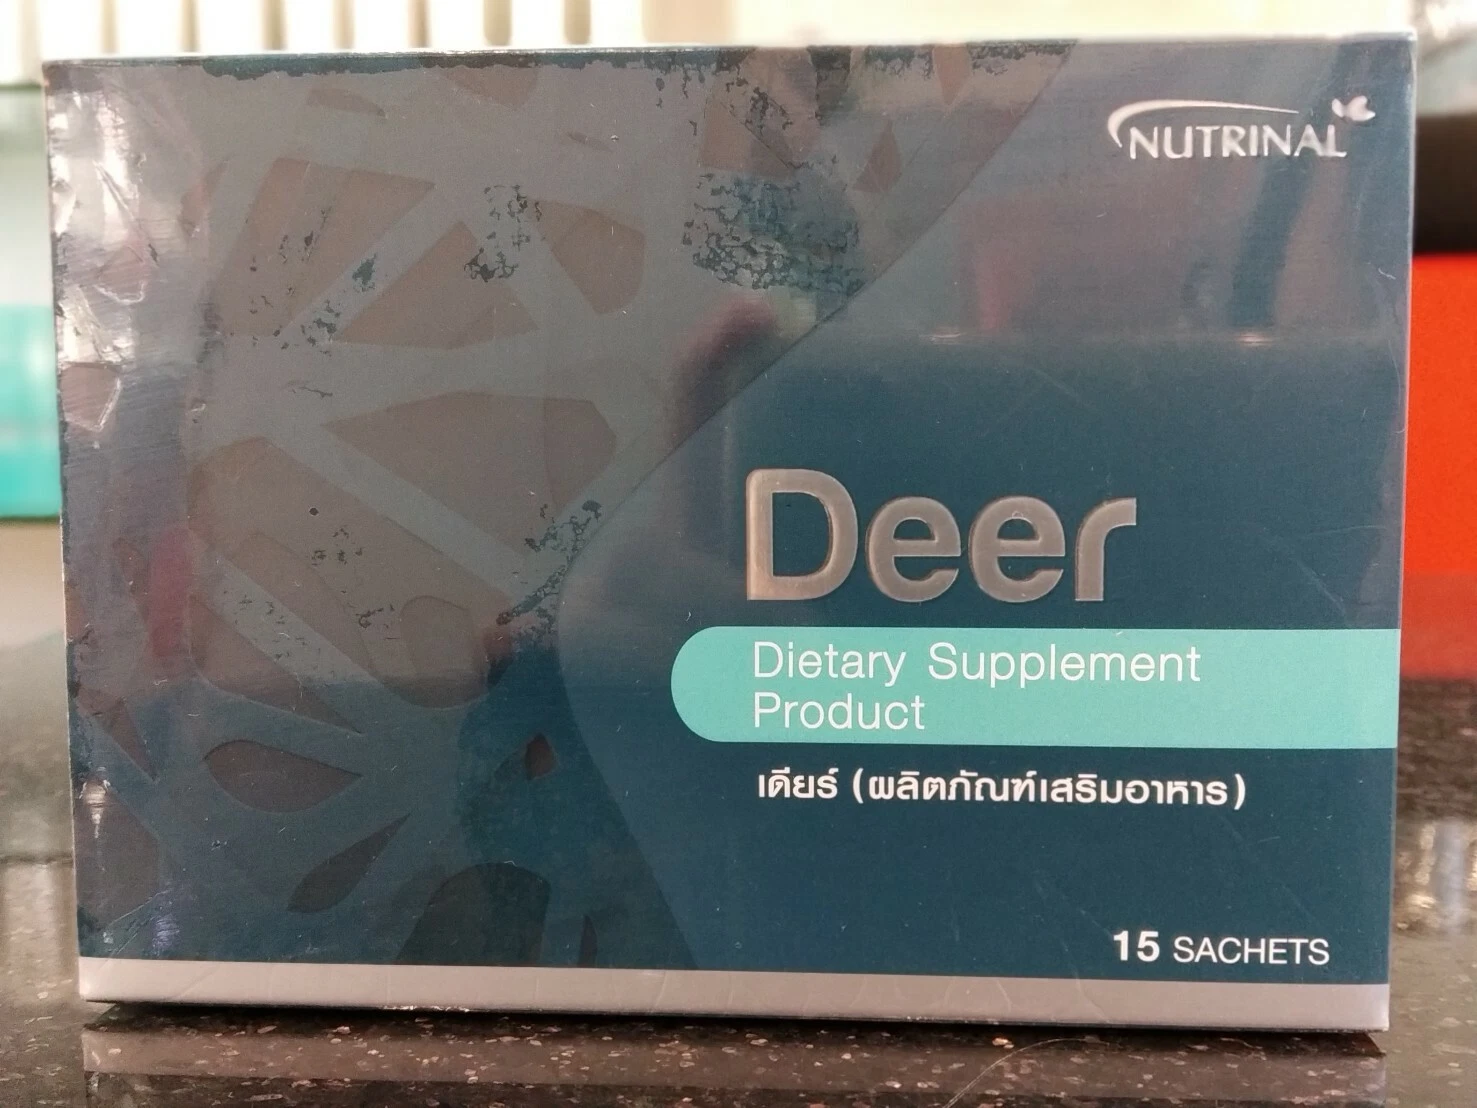 NUTRINAL
Deer
Dietary Supplement
Product
เดียร์ (ผลิตภัณฑ์เสริมอาหาร)
15 SACHETS